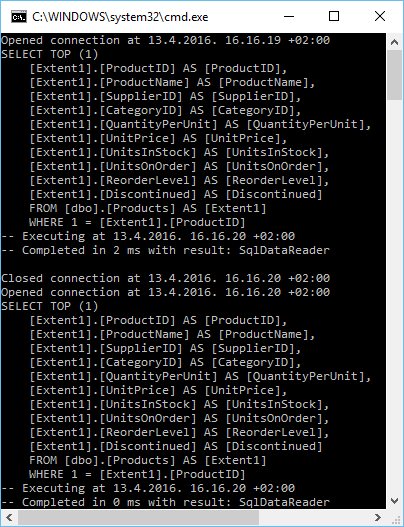 C:\WINDOWS\system32\cmd.exe
Opened connection at 13.4.2016. 16.16.19 +02:00
SELECT TOP (1)
    [Extent1].[ProductID] AS [ProductID],
    [Extent1].[ProductName] AS [ProductName],
    [Extent1].[SupplierID] AS [SupplierID],
    [Extent1].[CategoryID] AS [CategoryID],
    [Extent1].[QuantityPerUnit] AS [QuantityPerUnit],
    [Extent1].[UnitPrice] AS [UnitPrice],
    [Extent1].[UnitsInStock] AS [UnitsInStock],
    [Extent1].[UnitsOnOrder] AS [UnitsOnOrder],
    [Extent1].[ReorderLevel] AS [ReorderLevel],
    [Extent1].[Discontinued] AS [Discontinued]
    FROM [dbo].[Products] AS [Extent1]
    WHERE 1 = [Extent1].[ProductID]
-- Executing at 13.4.2016. 16.16.20 +02:00
-- Completed in 2 ms with result: SqlDataReader

Closed connection at 13.4.2016. 16.16.20 +02:00
Opened connection at 13.4.2016. 16.16.20 +02:00
SELECT TOP (1)
    [Extent1].[ProductID] AS [ProductID],
    [Extent1].[ProductName] AS [ProductName],
    [Extent1].[SupplierID] AS [SupplierID],
    [Extent1].[CategoryID] AS [CategoryID],
    [Extent1].[QuantityPerUnit] AS [QuantityPerUnit],
    [Extent1].[UnitPrice] AS [UnitPrice],
    [Extent1].[UnitsInStock] AS [UnitsInStock],
    [Extent1].[UnitsOnOrder] AS [UnitsOnOrder],
    [Extent1].[ReorderLevel] AS [ReorderLevel],
    [Extent1].[Discontinued] AS [Discontinued]
    FROM [dbo].[Products] AS [Extent1]
    WHERE 1 = [Extent1].[ProductID]
-- Executing at 13.4.2016. 16.16.20 +02:00
-- Completed in 0 ms with result: SqlDataReader